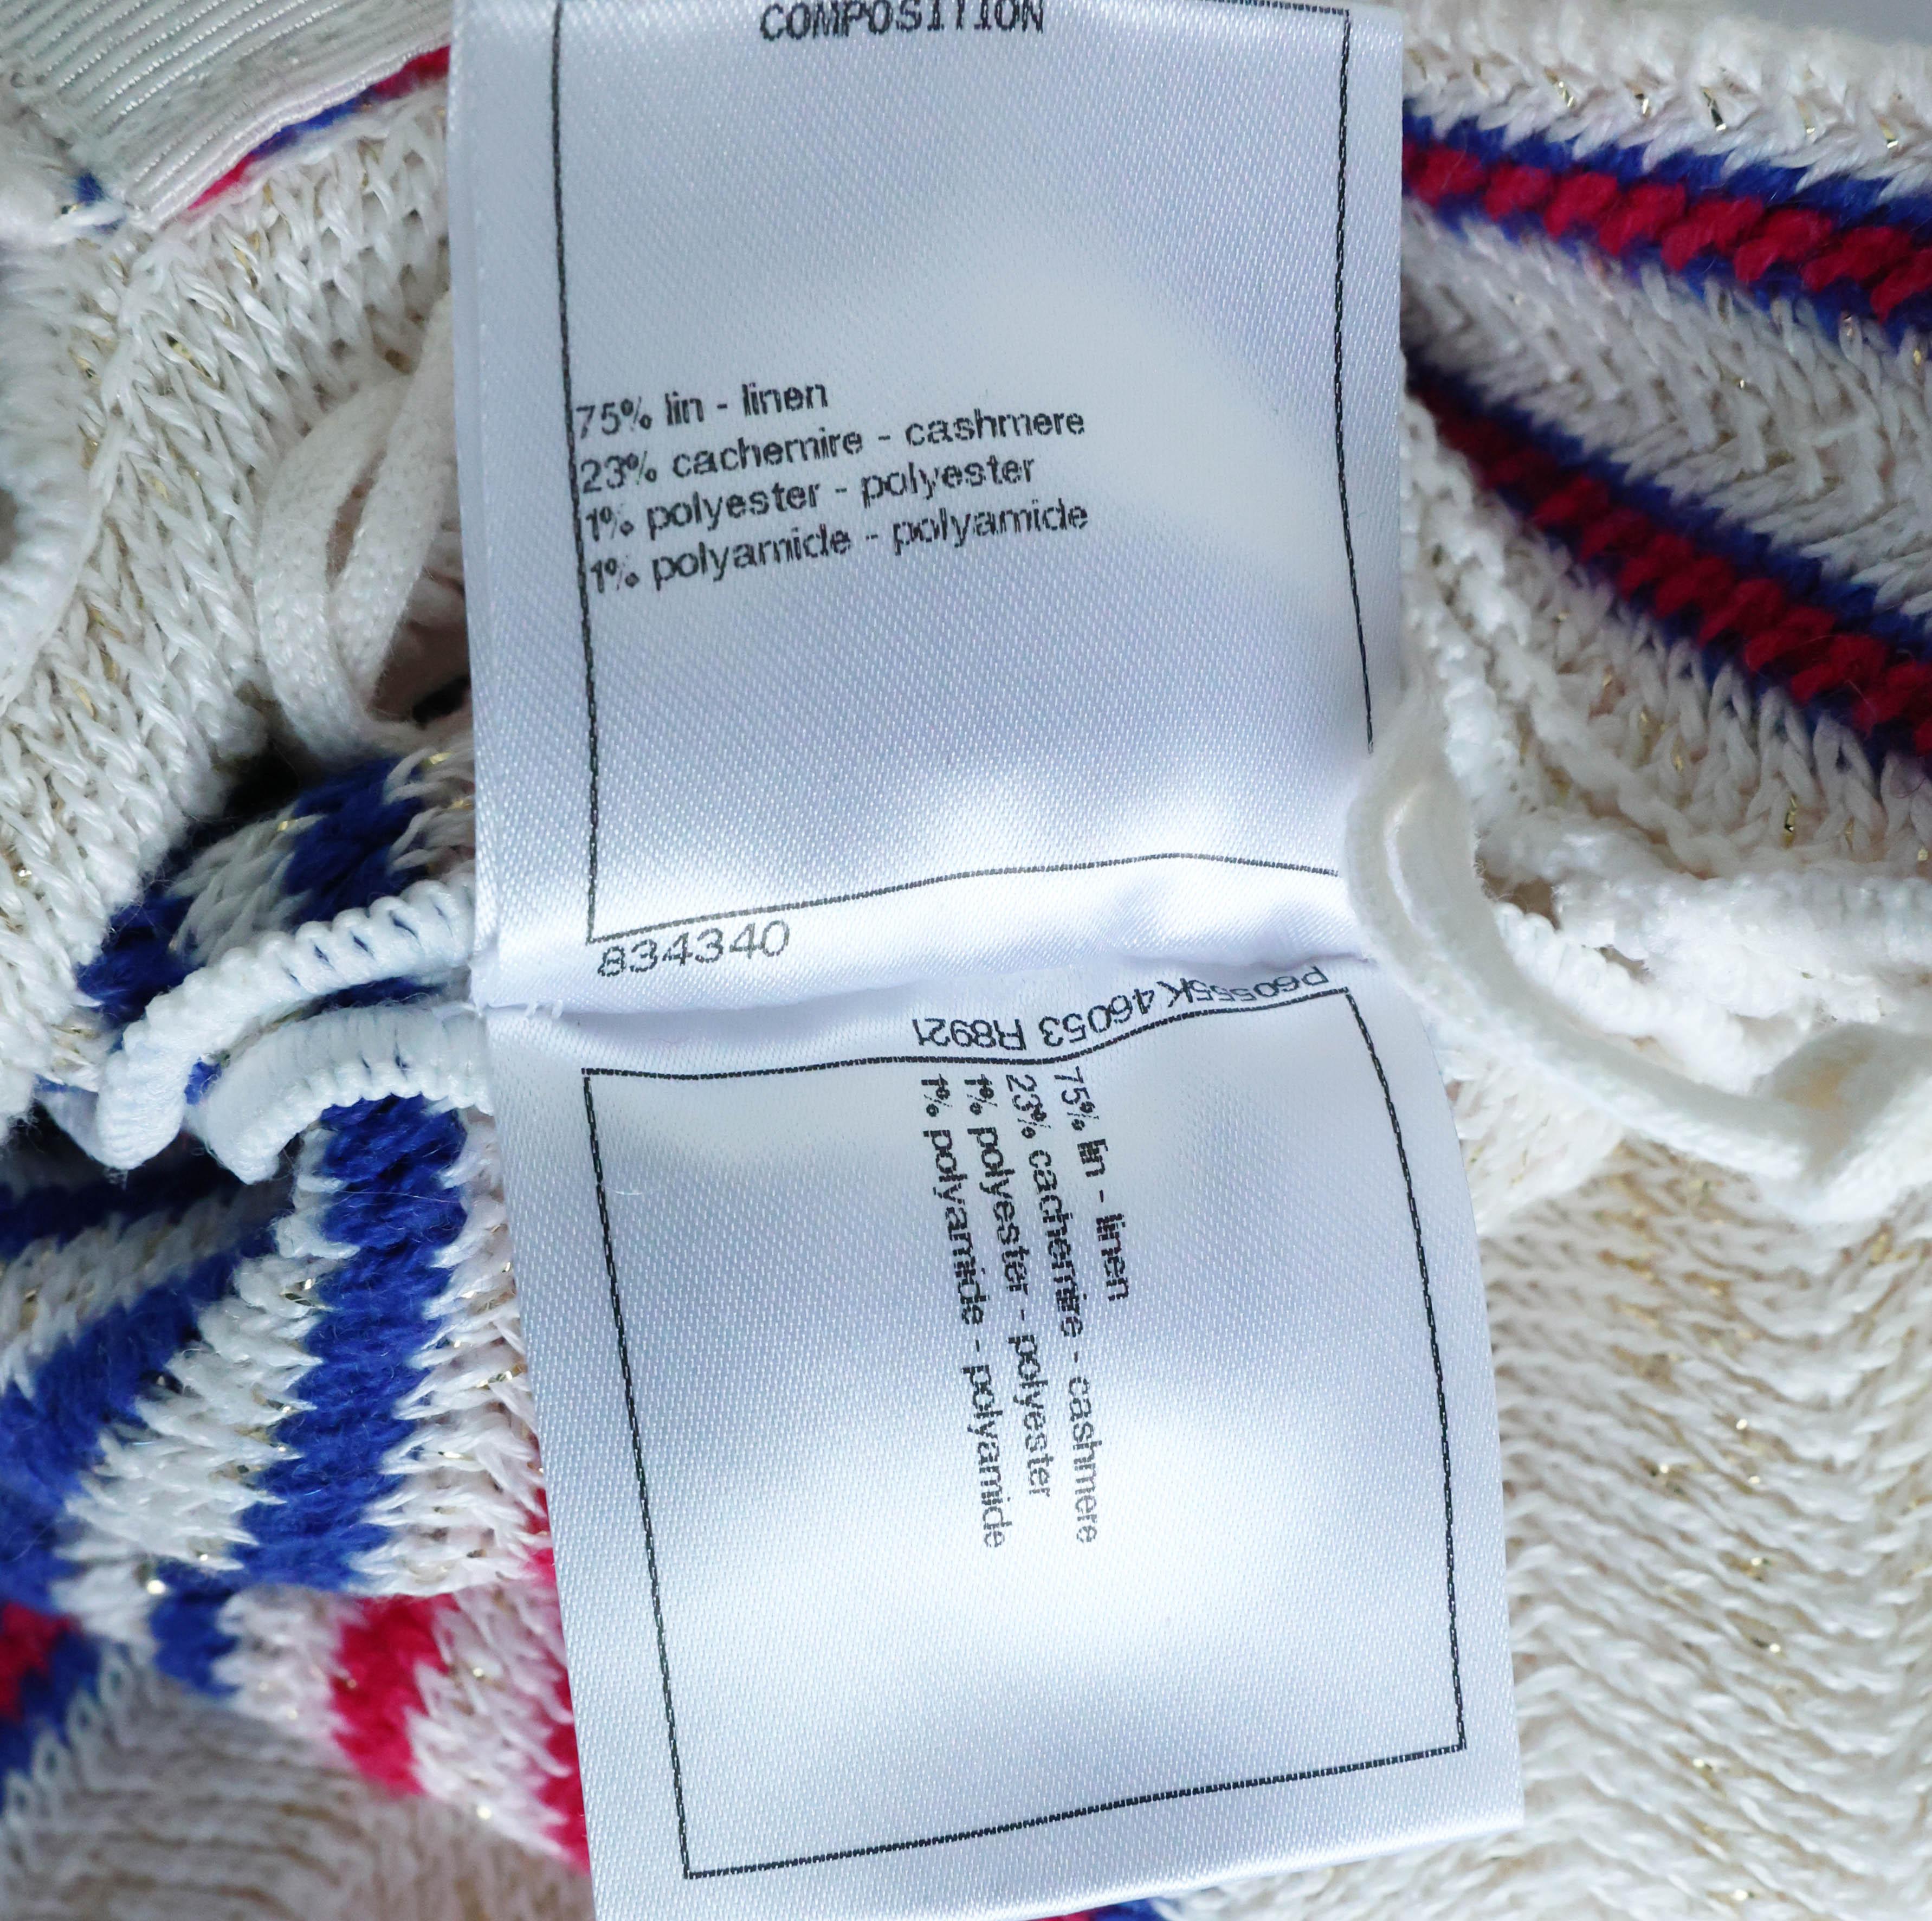 COMPOSITION
75% lin - linen
23% cachemire - cashmere
1% polyester - polyester
1% polyamide - polyamide
834340
P60555K46053 R8921
75% lin - linen
23% cachemire - cashmere
1% polyester - polyester
1% polyamide - polyamide